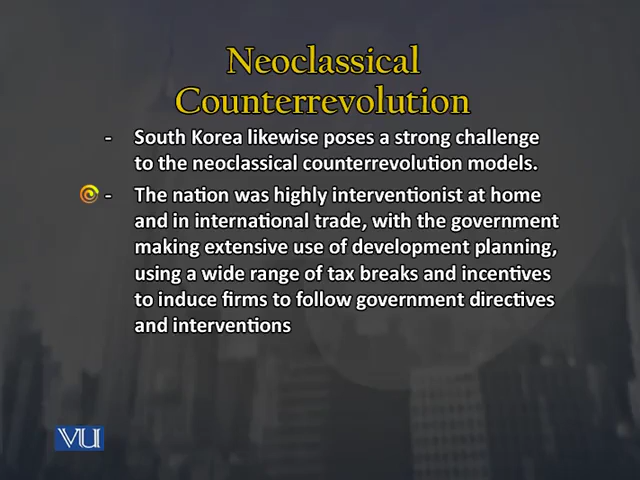 Neoclassical
Counterrevolution
- South Korea likewise poses a strong challenge
to the neoclassical counterrevolution models.
- The nation was highly interventionist at home
and in international trade, with the government
making extensive use of development planning,
using a wide range of tax breaks and incentives
to induce firms to follow government directives
and interventions
VU